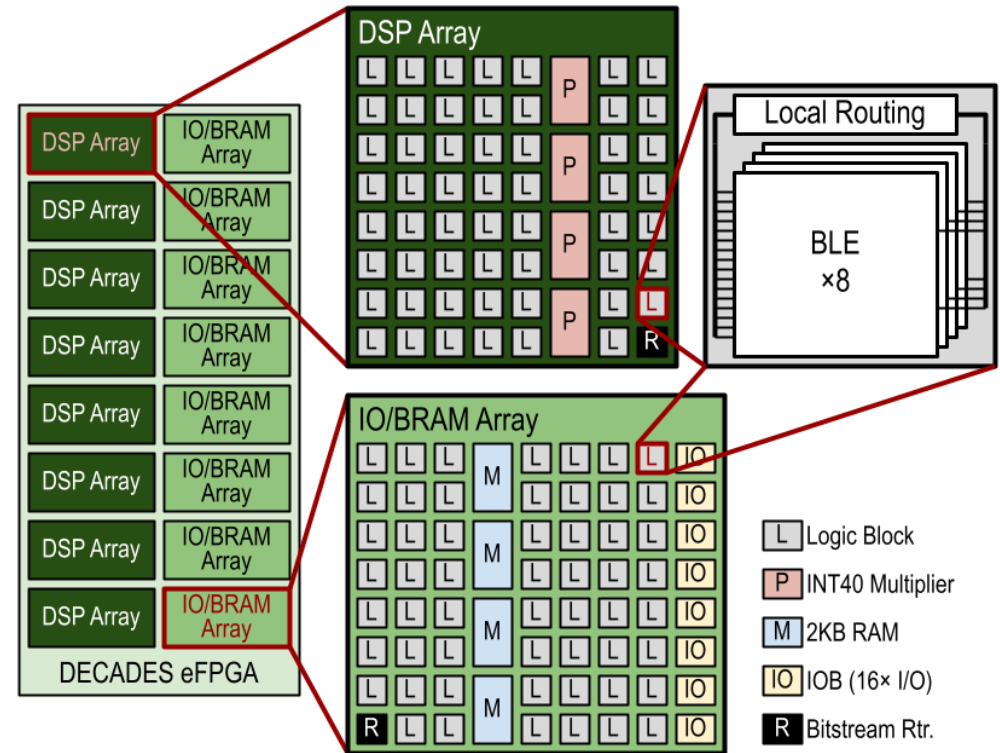 DSP Array IO/BRAM Array
DSP Array IO/BRAM Array
DSP Array IO/BRAM Array
DSP Array IO/BRAM Array
DSP Array IO/BRAM Array
DSP Array IO/BRAM Array
DSP Array IO/BRAM Array
DSP Array IO/BRAM Array
DECADES eFPGA
DSP Array
L L L L L P L L
L L L L L L L
L L L L L P L L
L L L L L L L
L L L L L P L L
L L L L L L L
L L L L L P L L
L L L L L L R
Local Routing
BLE
×8
IO/BRAM Array
L L L M L L L L IO
L L L L L L L IO
L L L M L L L L IO
L L L L L L L IO
L L L M L L L L IO
L L L L L L L IO
L L L M L L L L IO
R L L L L L L IO
L Logic Block
P INT40 Multiplier
M 2KB RAM
IO IOB (16× I/O)
R Bitstream Rtr.